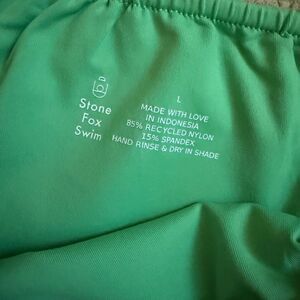 Stone
Fox
Swim
L
MADE WITH LOVE
IN INDONESIA
85% RECYCLED NYLON
15% SPANDEX
HAND RINSE & DRY IN SHADE